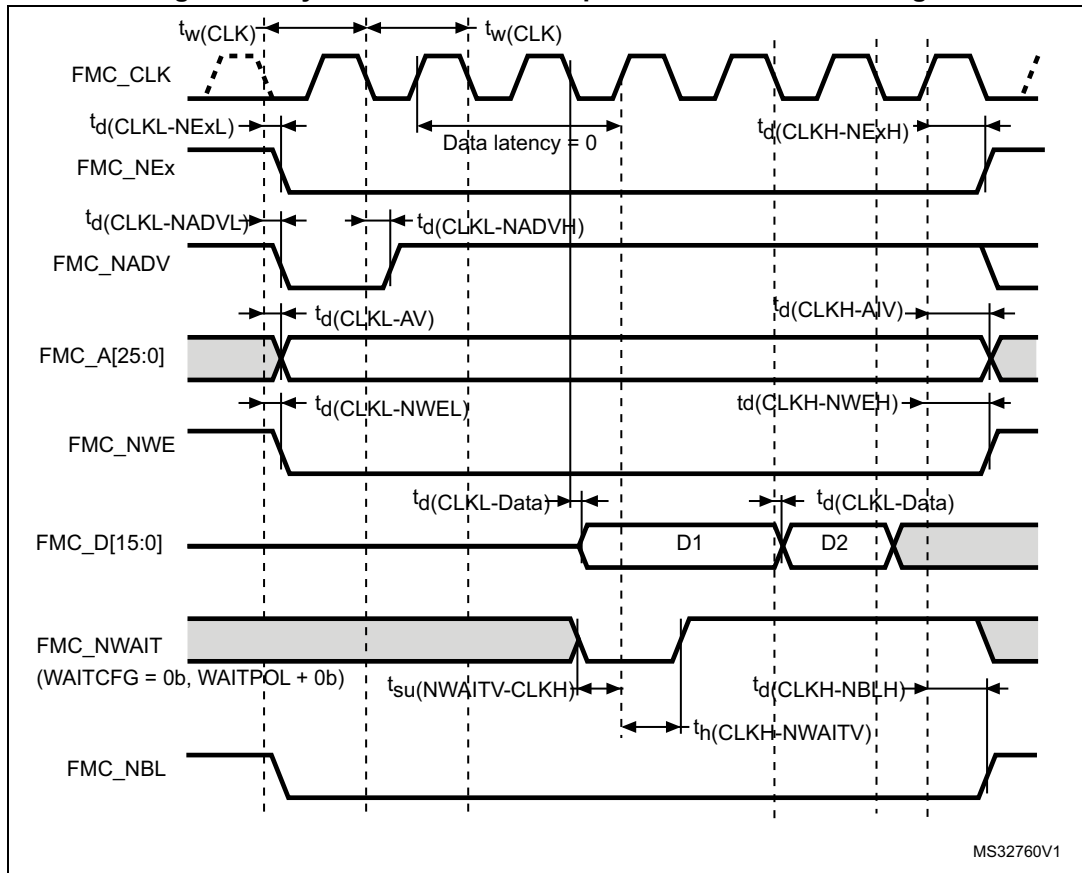 tw(CLK)
tw(CLK)
FMC_CLK
td(CLKL-NExL)
Data latency = 0
td(CLKH-NExH)
FMC_NEx
td(CLKL-NADVL)
td(CLKL-NADVH)
FMC_NADV
td(CLKL-AV)
td(CLKH-AIV)
FMC_A[25:0]
td(CLKL-NWEL)
td(CLKH-NWEH)
FMC_NWE
td(CLKL-Data)
td(CLKL-Data)
FMC_D[15:0]
D1
D2
FMC_NWAIT
(WAITCFG = 0b, WAITPOL + 0b)
tsu(NWAITV-CLKH)
td(CLKH-NBLH)
th(CLKH-NWAITV)
FMC_NBL
MS32760V1